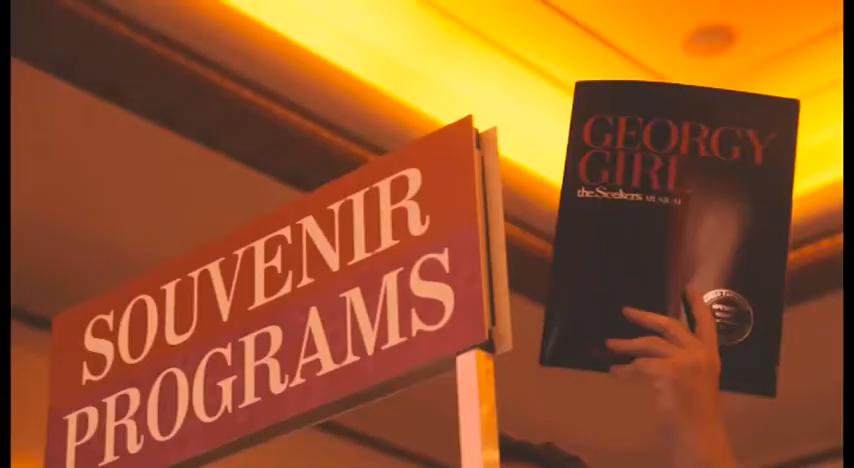 SOUVENIR
PROGRAMS
GEORGY
GIRL
the Seekers MUSICAL